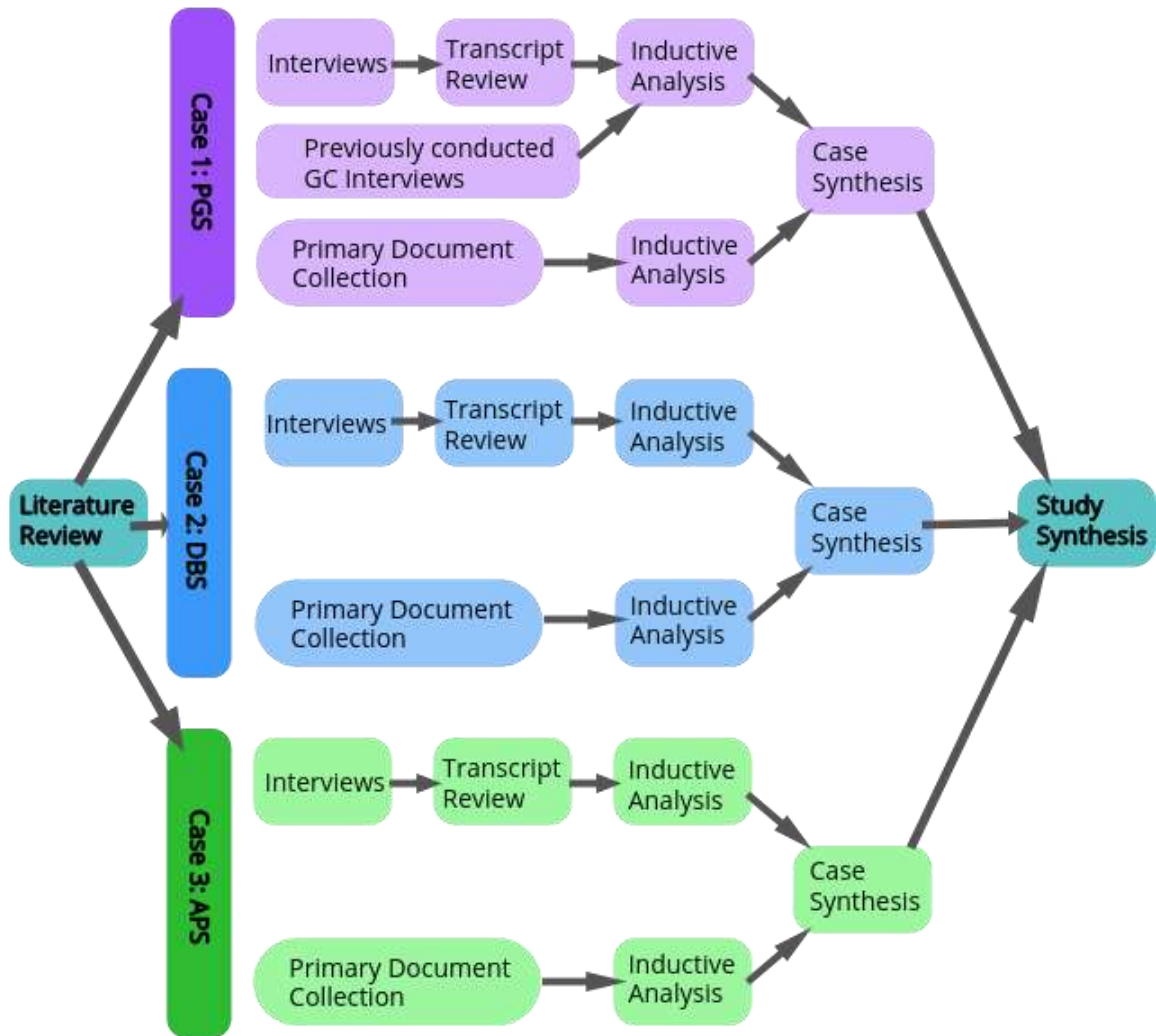 Literature
Review
Case 1: PGS
Interviews
Transcript
Review
Inductive
Analysis
Previously conducted
GC Interviews
Primary Document
Collection
Inductive
Analysis
Case
Synthesis
Case 2: DBS
Interviews
Transcript
Review
Inductive
Analysis
Primary Document
Collection
Inductive
Analysis
Case
Synthesis
Case 3: APS
Interviews
Transcript
Review
Inductive
Analysis
Primary Document
Collection
Inductive
Analysis
Case
Synthesis
Study
Synthesis